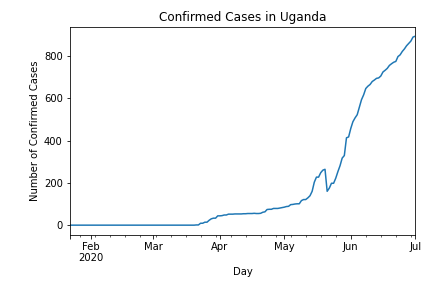 Confirmed Cases in Uganda
Number of Confirmed Cases
800
600
400
200
0
Feb
2020
Mar
Apr
May
Jun
Jul
Day